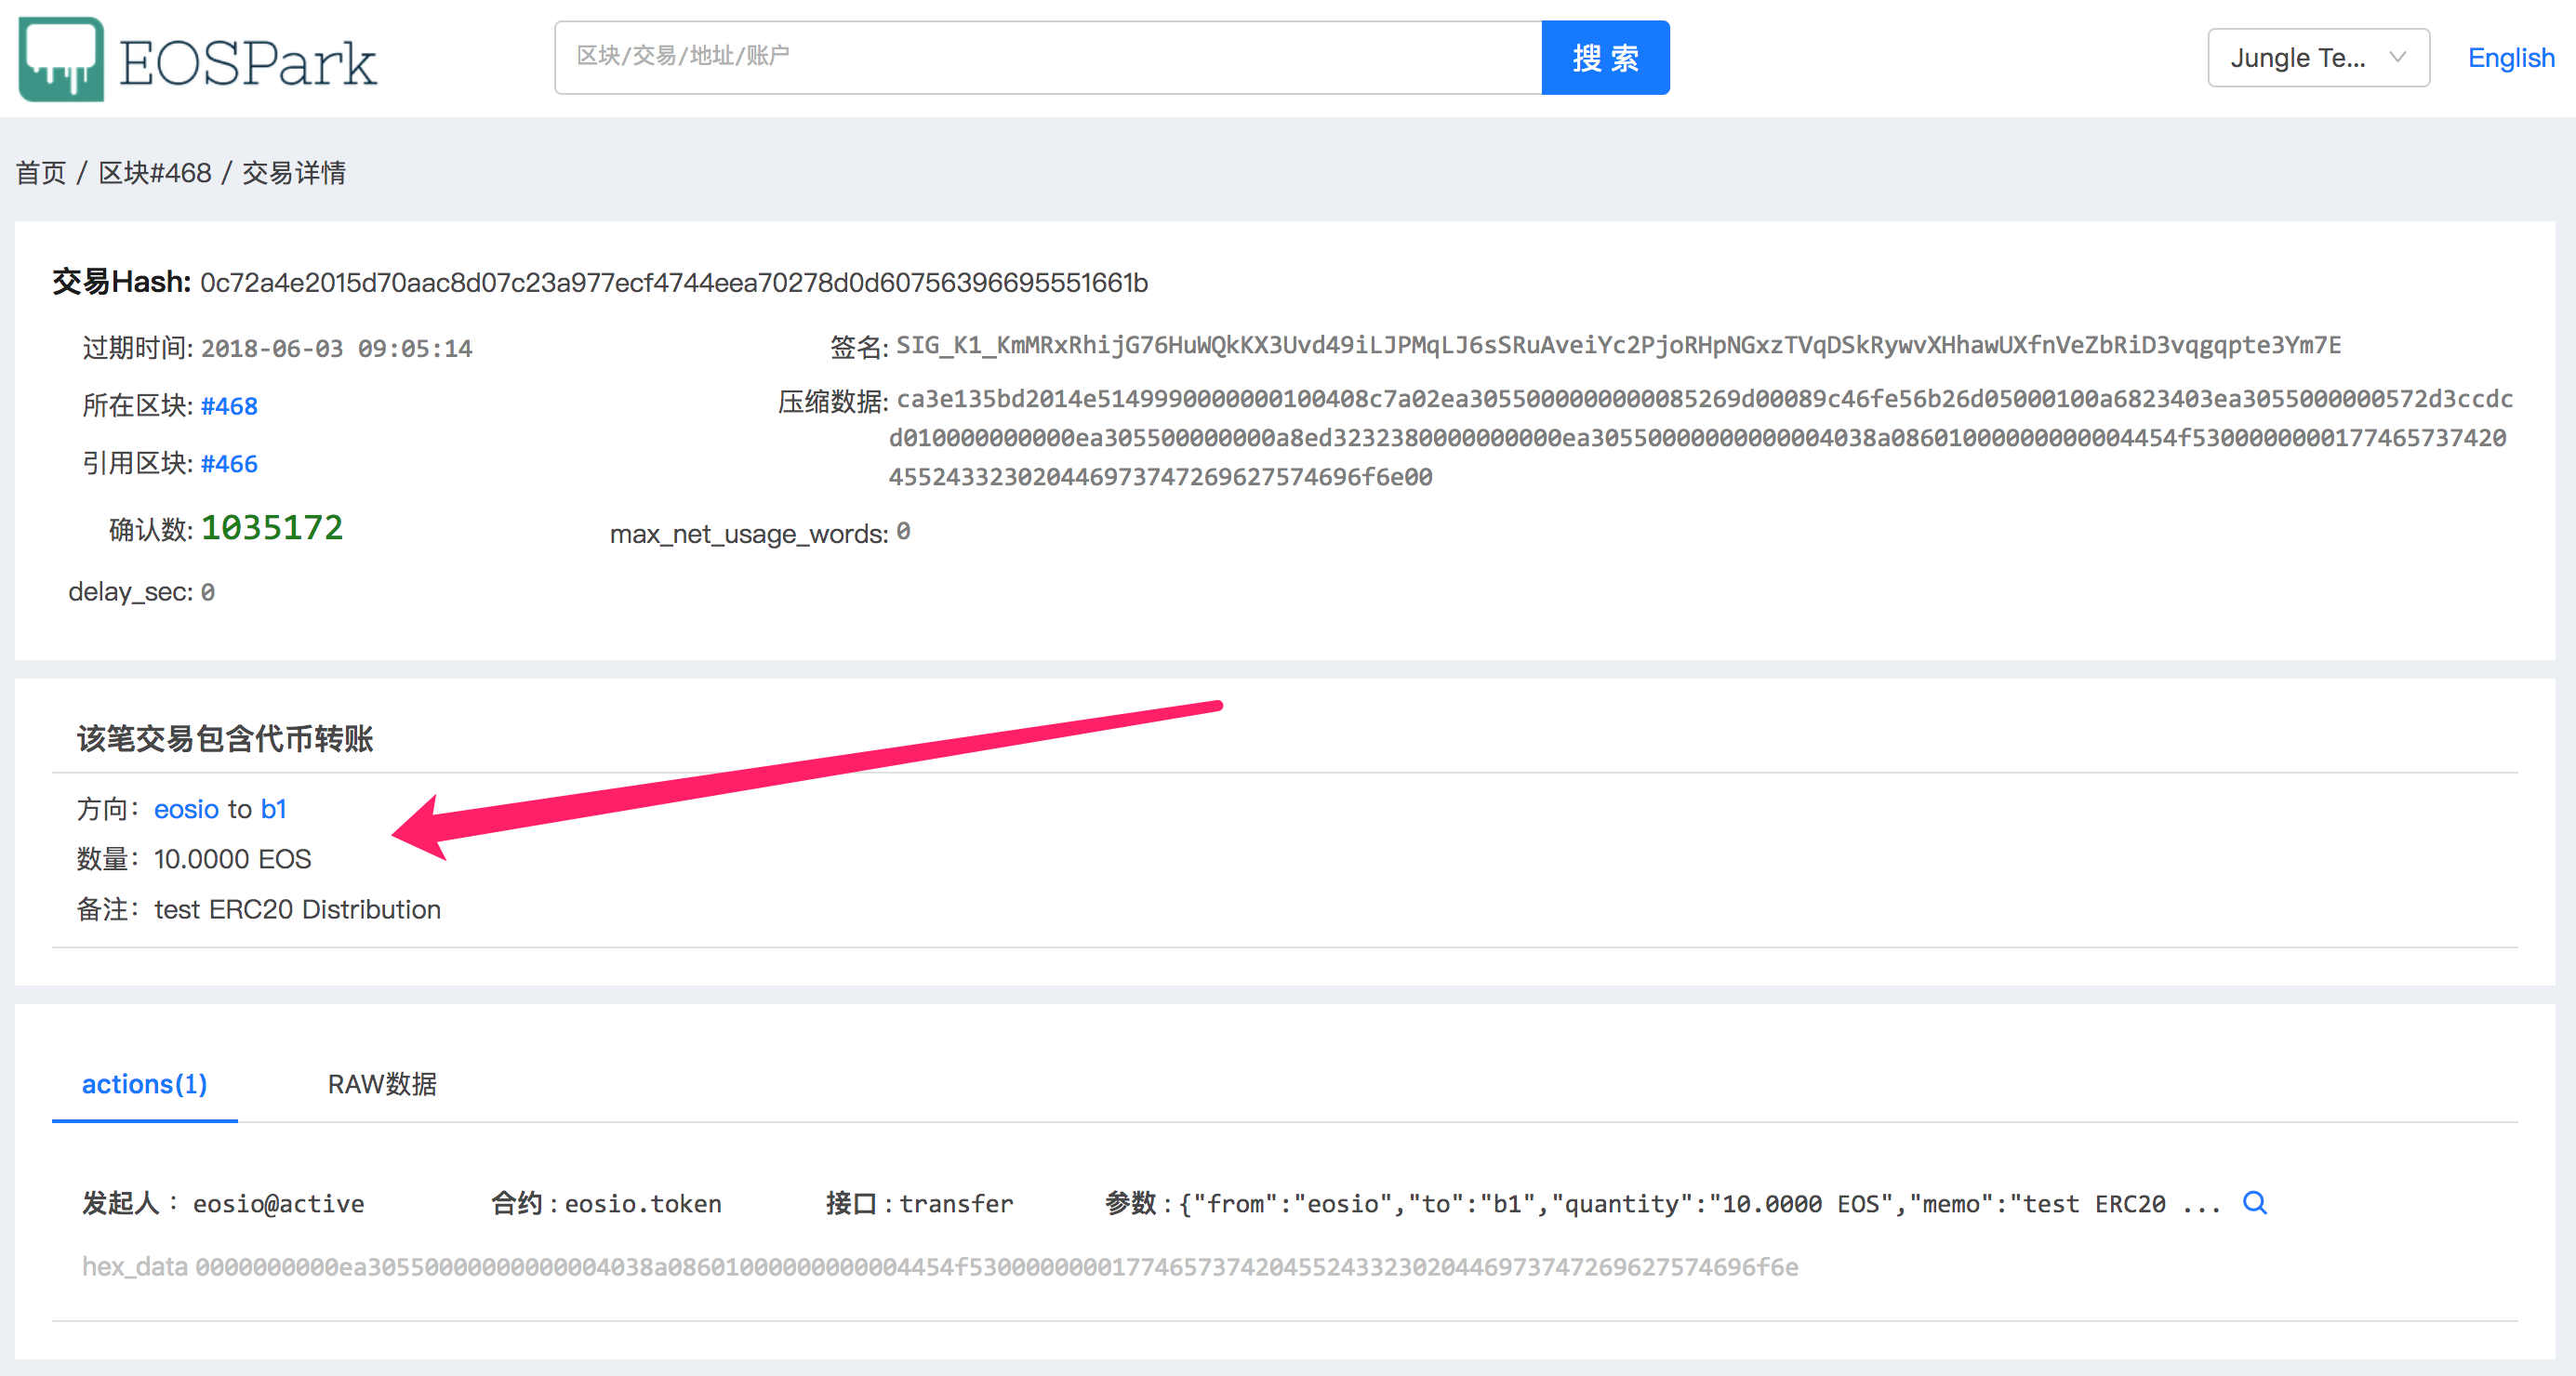 EOSPark
区块/交易/地址/账户
搜 索
Jungle Te...
English
首页 / 区块#468 / 交易详情
交易Hash: 0c72a4e2015d70aac8d07c23a977ecf4744eea70278d0d60756396695551661b
过期时间: 2018-06-03 09:05:14
所在区块: #468
引用区块: #466
确认数: 1035172
delay_sec: 0
签名: SIG_K1_KmMRxRhijG76HuWQkKX3Uvd49iLJPMqLJ6sSRuAveiYc2PjoRHpNGxzTVqDSkRywvXHhawUXfnVeZbRiD3vqgqpte3Ym7E
压缩数据: ca3e135bd2014e5149990000000100408c7a02ea3055000000000085269d00089c46fe56b26d05000100a6823403ea3055000000572d3ccdc
d010000000000ea305500000000a8ed3232380000000000ea30550000000000004038a08601000000000004454f5300000000177465737420
455243323020446973747269627574696f6e00
max_net_usage_words: 0
该笔交易包含代币转账
方向： eosio to b1
数量： 10.0000 EOS
备注： test ERC20 Distribution
actions(1)
RAW数据
发起人： eosio@active
合约 : eosio.token
接口 : transfer
参数 : {"from":"eosio","to":"b1","quantity":"10.0000 EOS","memo":"test ERC20 ...
hex_data 0000000000ea30550000000000004038a08601000000000004454f5300000000177465737420455243323020446973747269627574696f6e